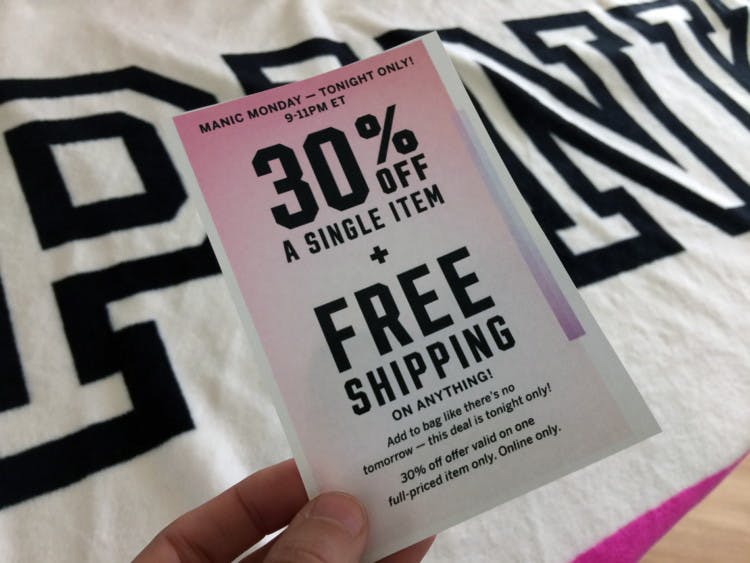 PINK
MANIC MONDAY — TONIGHT ONLY!
9-11PM ET
30% OFF
A SINGLE ITEM
+
FREE
SHIPPING
ON ANYTHING!
Add to bag like there's no
tomorrow — this deal is tonight only!
30% off offer valid on one
full-priced item only. Online only.